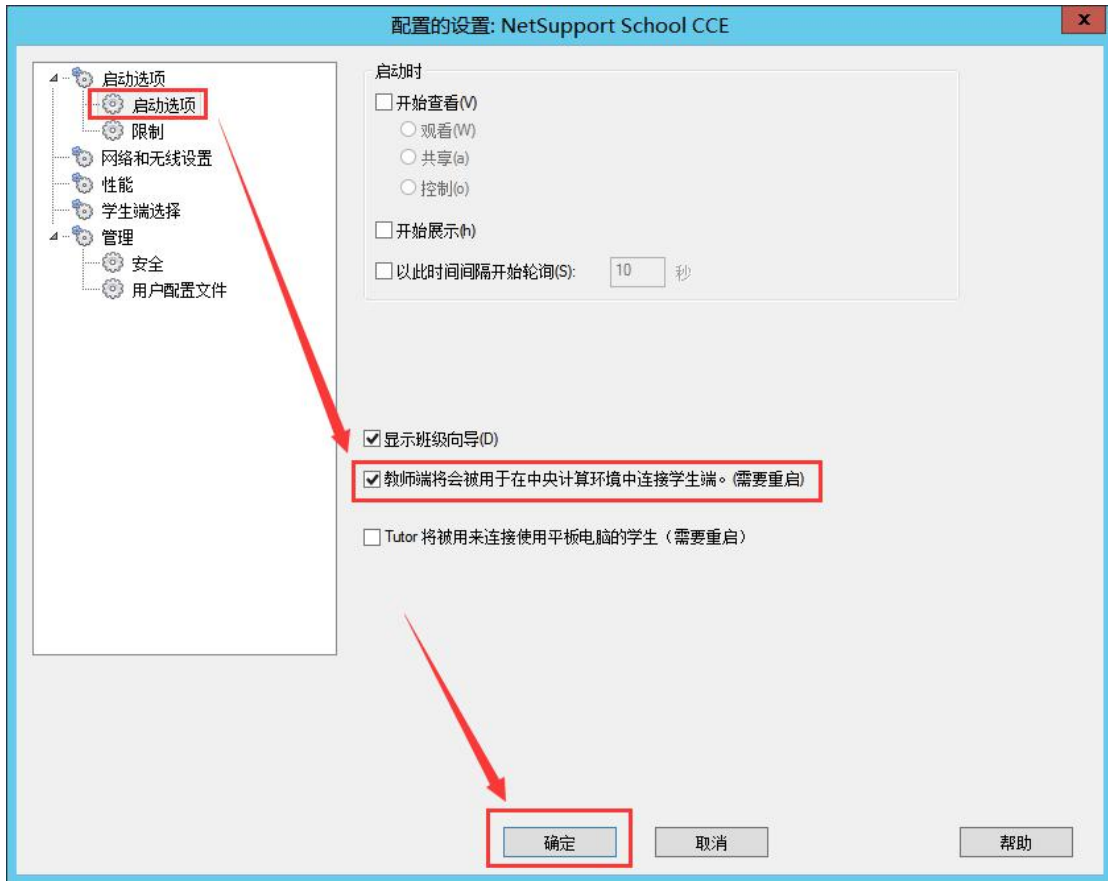 配置的设置: NetSupport School CCE
x
启动选项
启动选项
限制
网络和无线设置
性能
学生端选择
管理
安全
用户配置文件
启动时
开始查看(V)
观看(W)
共享(a)
控制(o)
开始展示(h)
以此时间间隔开始轮询(S): 10 秒
显示班级向导(D)
教师端将会被用于在中央计算环境中连接学生端。(需要重启)
Tutor 将被用来连接使用平板电脑的学生（需要重启）
确定 取消 帮助